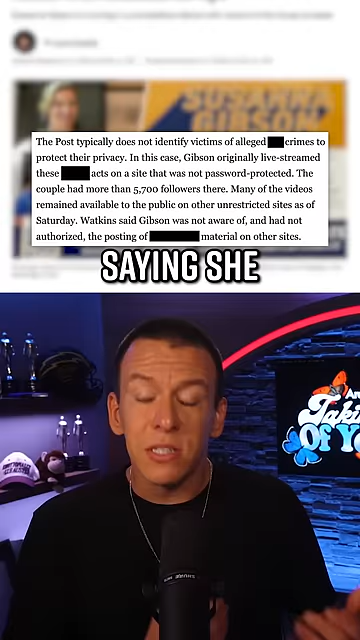 SUSANNA
GIBSON
The Post typically does not identify victims of alleged crimes to
protect their privacy. In this case, Gibson originally live-streamed
these acts on a site that was not password-protected. The
couple had more than 5,700 followers there. Many of the videos
remained available to the public on other unrestricted sites as of
Saturday. Watkins said Gibson was not aware of, and had not
authorized, the posting of material on other sites.
SAYING SHE
Takin
Of Y